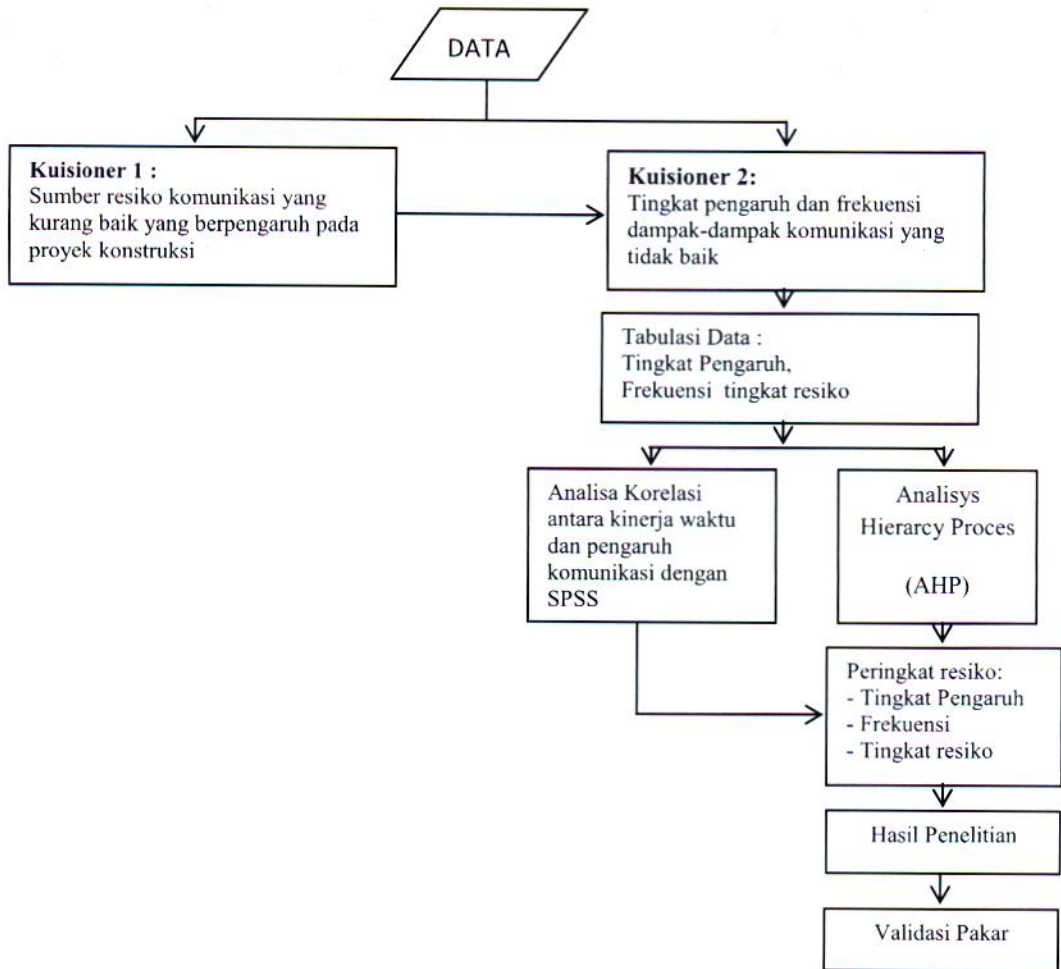 DATA
Kuisioner 1 :
Sumber resiko komunikasi yang
kurang baik yang berpengaruh pada
proyek konstruksi
Kuisioner 2:
Tingkat pengaruh dan frekuensi
dampak-dampak komunikasi yang
tidak baik
Tabulasi Data :
Tingkat Pengaruh,
Frekuensi tingkat resiko
Analisa Korelasi
antara kinerja waktu
dan pengaruh
komunikasi dengan
SPSS
Analisys
Hierarcy Proces
(AHP)
Peringkat resiko:
- Tingkat Pengaruh
- Frekuensi
- Tingkat resiko
Hasil Penelitian
Validasi Pakar